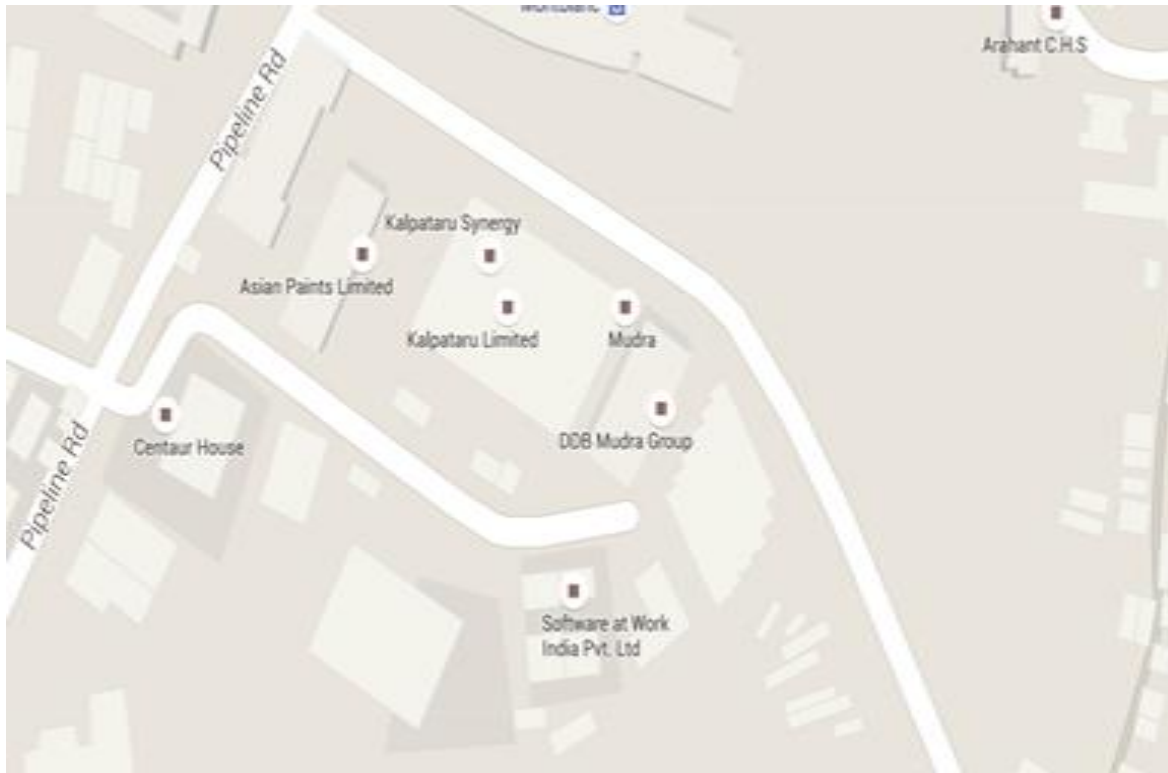 Arahant C.H.S
Pipeline Rd
Kalpataru Synergy
Asian Paints Limited
Kalpataru Limited
Mudra
Centaur House
DDB Mudra Group
Pipeline Rd
Software at Work
India Pvt. Ltd